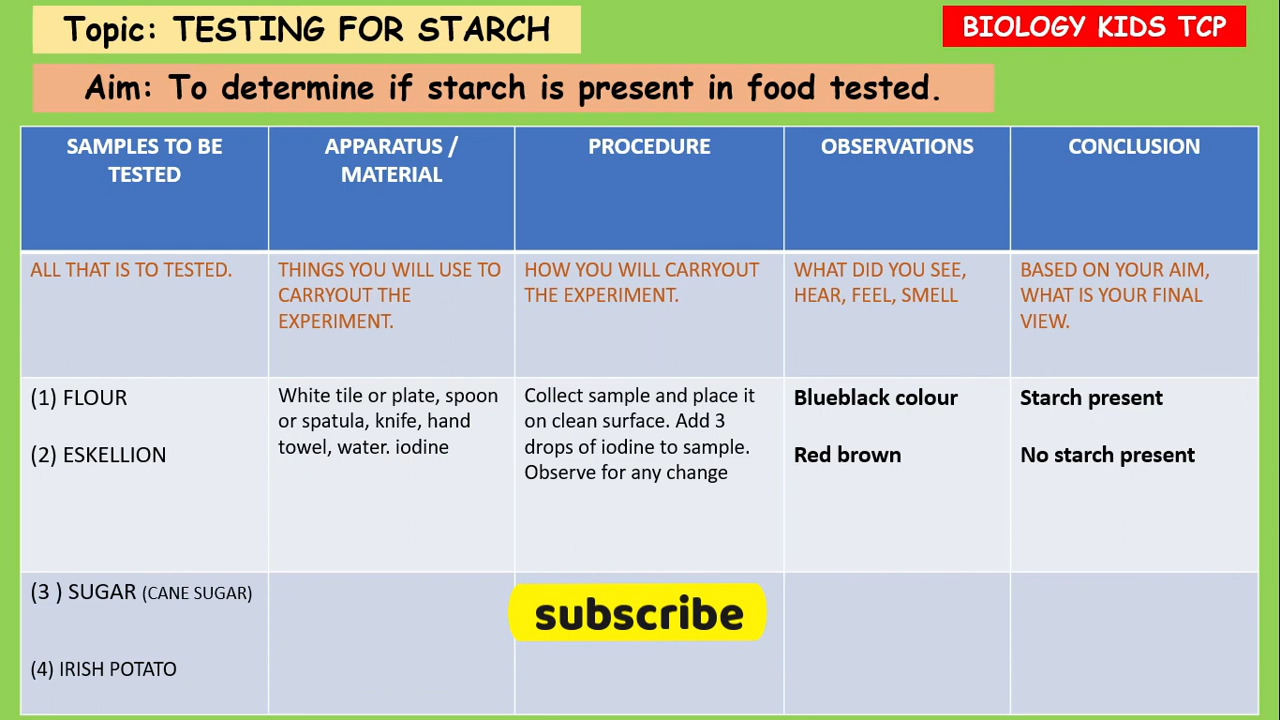 Topic: TESTING FOR STARCH
BIOLOGY KIDS TCP
Aim: To determine if starch is present in food tested.
SAMPLES TO BE
TESTED
APPARATUS /
MATERIAL
PROCEDURE
OBSERVATIONS
CONCLUSION
ALL THAT IS TO TESTED.
THINGS YOU WILL USE TO
CARRYOUT THE
EXPERIMENT.
HOW YOU WILL CARRYOUT
THE EXPERIMENT.
WHAT DID YOU SEE,
HEAR, FEEL, SMELL
BASED ON YOUR AIM,
WHAT IS YOUR FINAL
VIEW.
(1) FLOUR
(2) ESKELLION
White tile or plate, spoon
or spatula, knife, hand
towel, water. iodine
Collect sample and place it
on clean surface. Add 3
drops of iodine to sample.
Observe for any change
Blueblack colour
Red brown
Starch present
No starch present
(3 ) SUGAR (CANE SUGAR)
(4) IRISH POTATO
subscribe